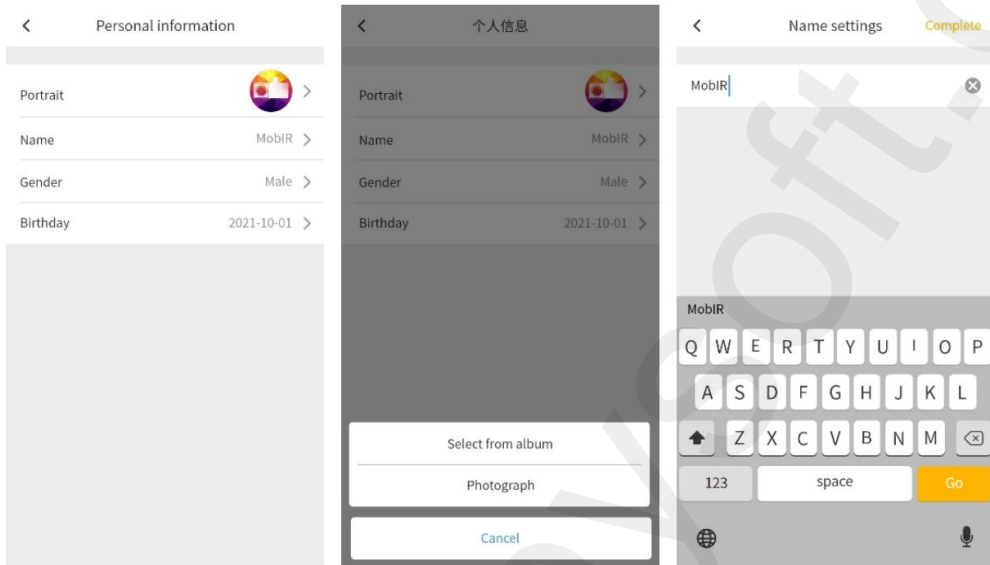 Personal information
Portrait
Name MobIR
Gender Male
Birthday 2021-10-01
个人信息
Portrait
Name MobIR
Gender Male
Birthday 2021-10-01
Select from album
Photograph
Cancel
Name settings Complete
MobIR
MobIR
Q W E R T Y U I O P
A S D F G H J K L
Z X C V B N M
123 space Go
ysoft.